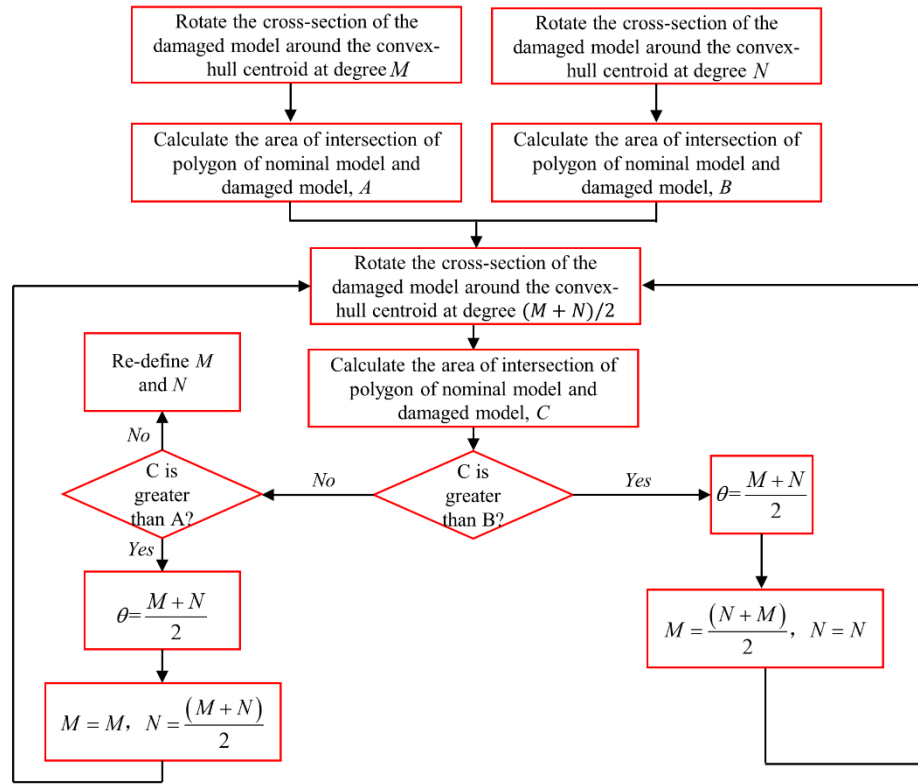 Rotate the cross-section of the
damaged model around the convex-
hull centroid at degree M
Rotate the cross-section of the
damaged model around the convex-
hull centroid at degree N
Calculate the area of intersection of
polygon of nominal model and
damaged model, A
Calculate the area of intersection of
polygon of nominal model and
damaged model, B
Rotate the cross-section of the
damaged model around the convex-
hull centroid at degree (M + N)/2
Calculate the area of intersection of
polygon of nominal model and
damaged model, C
Re-define M
and N
No
C is
greater
than A?
No
C is
greater
than B?
Yes
θ=(M + N)/2
Yes
θ=(M + N)/2
M = (N + M)/2, N = N
M = M, N = (M + N)/2